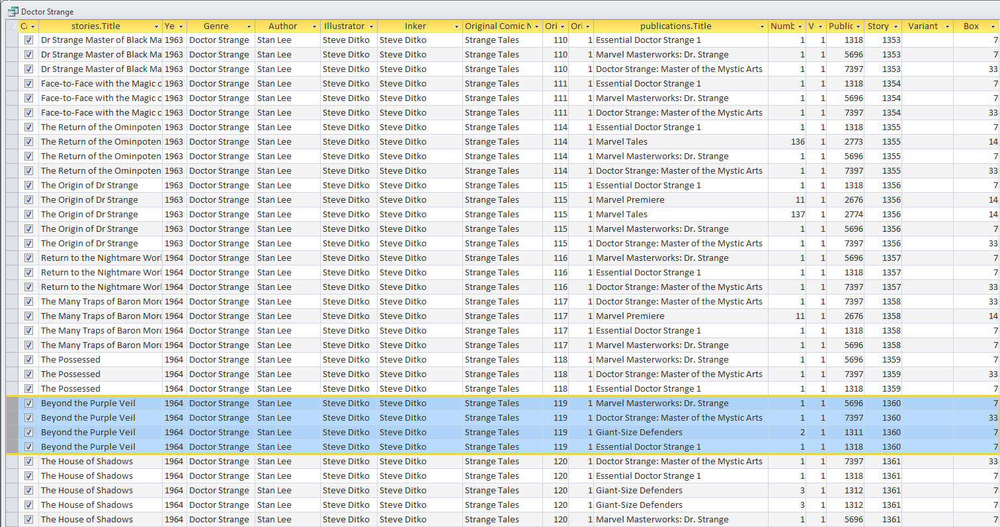 Doctor Strange
Ca stories.Title Ye Genre Author Illustrator Inker Original Comic N Ori Ori publications.Title Numb V Public Story Variant Box
Dr Strange Master of Black Ma 1963 Doctor Strange Stan Lee Steve Ditko Steve Ditko Strange Tales 110 1 Essential Doctor Strange 1 1 1 1318 1353 7
Dr Strange Master of Black Ma 1963 Doctor Strange Stan Lee Steve Ditko Steve Ditko Strange Tales 110 1 Marvel Masterworks: Dr. Strange 1 1 5696 1353 7
Dr Strange Master of Black Ma 1963 Doctor Strange Stan Lee Steve Ditko Steve Ditko Strange Tales 110 1 Doctor Strange: Master of the Mystic Arts 1 1 7397 1353 33
Face-to-Face with the Magic c 1963 Doctor Strange Stan Lee Steve Ditko Steve Ditko Strange Tales 111 1 Essential Doctor Strange 1 1 1 1318 1354 7
Face-to-Face with the Magic c 1963 Doctor Strange Stan Lee Steve Ditko Steve Ditko Strange Tales 111 1 Marvel Masterworks: Dr. Strange 1 1 5696 1354 7
Face-to-Face with the Magic c 1963 Doctor Strange Stan Lee Steve Ditko Steve Ditko Strange Tales 111 1 Doctor Strange: Master of the Mystic Arts 1 1 7397 1354 33
The Return of the Ominpoten 1963 Doctor Strange Stan Lee Steve Ditko Steve Ditko Strange Tales 114 1 Essential Doctor Strange 1 1 1 1318 1355 7
The Return of the Ominpoten 1963 Doctor Strange Stan Lee Steve Ditko Steve Ditko Strange Tales 114 1 Marvel Tales 136 1 2773 1355 14
The Return of the Ominpoten 1963 Doctor Strange Stan Lee Steve Ditko Steve Ditko Strange Tales 114 1 Marvel Masterworks: Dr. Strange 1 1 5696 1355 7
The Return of the Ominpoten 1963 Doctor Strange Stan Lee Steve Ditko Steve Ditko Strange Tales 114 1 Doctor Strange: Master of the Mystic Arts 1 1 7397 1355 33
The Origin of Dr Strange 1963 Doctor Strange Stan Lee Steve Ditko Steve Ditko Strange Tales 115 1 Essential Doctor Strange 1 1 1 1318 1356 7
The Origin of Dr Strange 1963 Doctor Strange Stan Lee Steve Ditko Steve Ditko Strange Tales 115 1 Marvel Premiere 11 1 2676 1356 14
The Origin of Dr Strange 1963 Doctor Strange Stan Lee Steve Ditko Steve Ditko Strange Tales 115 1 Marvel Tales 137 1 2774 1356 14
The Origin of Dr Strange 1963 Doctor Strange Stan Lee Steve Ditko Steve Ditko Strange Tales 115 1 Marvel Masterworks: Dr. Strange 1 1 5696 1356 7
The Origin of Dr Strange 1963 Doctor Strange Stan Lee Steve Ditko Steve Ditko Strange Tales 115 1 Doctor Strange: Master of the Mystic Arts 1 1 7397 1356 33
Return to the Nightmare Worl 1964 Doctor Strange Stan Lee Steve Ditko Steve Ditko Strange Tales 116 1 Marvel Masterworks: Dr. Strange 1 1 5696 1357 7
Return to the Nightmare Worl 1964 Doctor Strange Stan Lee Steve Ditko Steve Ditko Strange Tales 116 1 Essential Doctor Strange 1 1 1 1318 1357 7
Return to the Nightmare Worl 1964 Doctor Strange Stan Lee Steve Ditko Steve Ditko Strange Tales 116 1 Doctor Strange: Master of the Mystic Arts 1 1 7397 1357 33
The Many Traps of Baron Mord 1964 Doctor Strange Stan Lee Steve Ditko Steve Ditko Strange Tales 117 1 Doctor Strange: Master of the Mystic Arts 1 1 7397 1358 33
The Many Traps of Baron Mord 1964 Doctor Strange Stan Lee Steve Ditko Steve Ditko Strange Tales 117 1 Marvel Premiere 11 1 2676 1358 14
The Many Traps of Baron Mord 1964 Doctor Strange Stan Lee Steve Ditko Steve Ditko Strange Tales 117 1 Essential Doctor Strange 1 1 1 1318 1358 7
The Many Traps of Baron Mord 1964 Doctor Strange Stan Lee Steve Ditko Steve Ditko Strange Tales 117 1 Marvel Masterworks: Dr. Strange 1 1 5696 1358 7
The Possessed 1964 Doctor Strange Stan Lee Steve Ditko Steve Ditko Strange Tales 118 1 Marvel Masterworks: Dr. Strange 1 1 5696 1359 7
The Possessed 1964 Doctor Strange Stan Lee Steve Ditko Steve Ditko Strange Tales 118 1 Doctor Strange: Master of the Mystic Arts 1 1 7397 1359 33
The Possessed 1964 Doctor Strange Stan Lee Steve Ditko Steve Ditko Strange Tales 118 1 Essential Doctor Strange 1 1 1 1318 1359 7
Beyond the Purple Veil 1964 Doctor Strange Stan Lee Steve Ditko Steve Ditko Strange Tales 119 1 Marvel Masterworks: Dr. Strange 1 1 5696 1360 7
Beyond the Purple Veil 1964 Doctor Strange Stan Lee Steve Ditko Steve Ditko Strange Tales 119 1 Doctor Strange: Master of the Mystic Arts 1 1 7397 1360 33
Beyond the Purple Veil 1964 Doctor Strange Stan Lee Steve Ditko Steve Ditko Strange Tales 119 1 Giant-Size Defenders 2 1 1311 1360 7
Beyond the Purple Veil 1964 Doctor Strange Stan Lee Steve Ditko Steve Ditko Strange Tales 119 1 Essential Doctor Strange 1 1 1 1318 1360 7
The House of Shadows 1964 Doctor Strange Stan Lee Steve Ditko Steve Ditko Strange Tales 120 1 Doctor Strange: Master of the Mystic Arts 1 1 7397 1361 33
The House of Shadows 1964 Doctor Strange Stan Lee Steve Ditko Steve Ditko Strange Tales 120 1 Essential Doctor Strange 1 1 1 1318 1361 7
The House of Shadows 1964 Doctor Strange Stan Lee Steve Ditko Steve Ditko Strange Tales 120 1 Giant-Size Defenders 3 1 1312 1361 7
The House of Shadows 1964 Doctor Strange Stan Lee Steve Ditko Steve Ditko Strange Tales 120 1 Giant-Size Defenders 3 1 1312 1361 7
The House of Shadows 1964 Doctor Strange Stan Lee Steve Ditko Steve Ditko Strange Tales 120 1 Marvel Masterworks: Dr. Strange 1 1 5696 1361 7